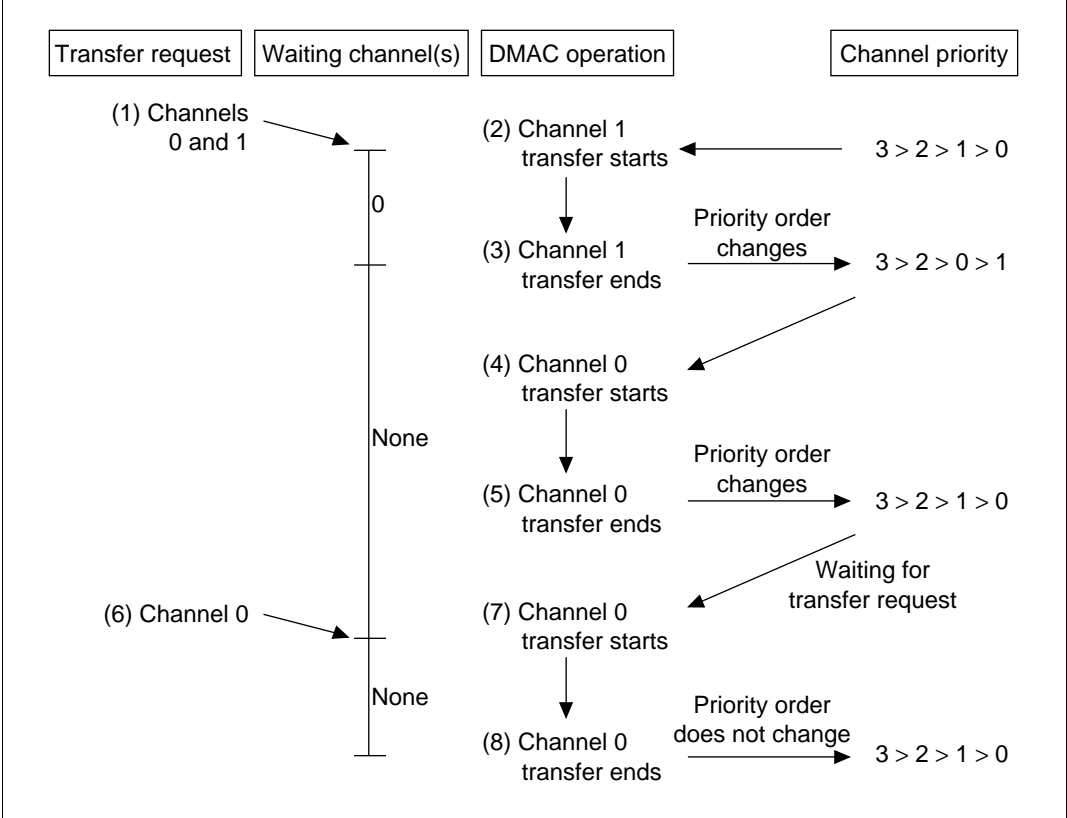 Transfer request
Waiting channel(s)
DMAC operation
Channel priority
(1) Channels
0 and 1
(2) Channel 1
transfer starts
3 > 2 > 1 > 0
0
(3) Channel 1
transfer ends
Priority order
changes
3 > 2 > 0 > 1
(4) Channel 0
transfer starts
None
(5) Channel 0
transfer ends
Priority order
changes
3 > 2 > 1 > 0
Waiting for
transfer request
(6) Channel 0
(7) Channel 0
transfer starts
None
(8) Channel 0
transfer ends
Priority order
does not change
3 > 2 > 1 > 0